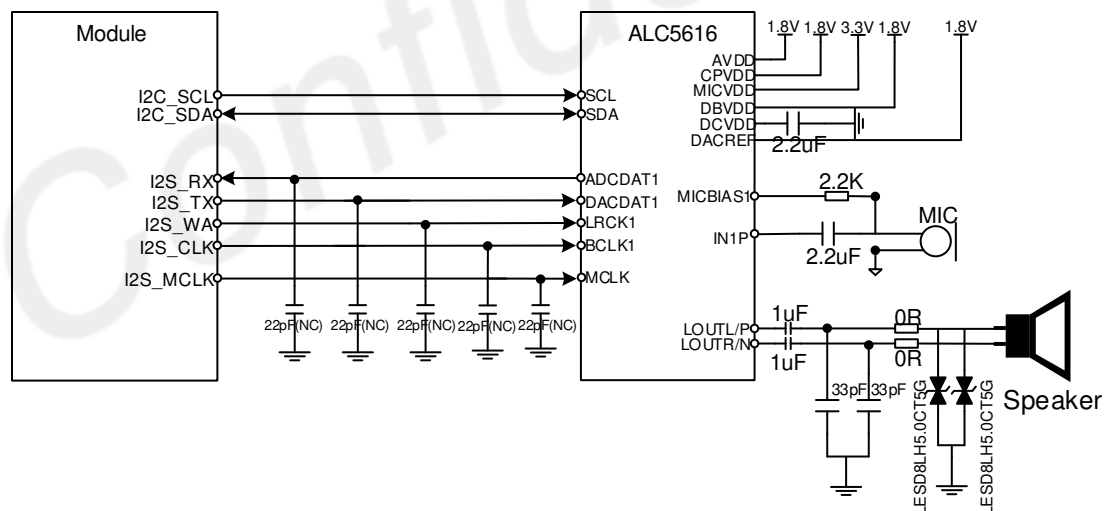 Module
ALC5616
1.8V 1.8V 3.3V 1.8V 1.8V
AVDD
CPVDD
MICVDD
DBVDD
DCVDD
DACREF
2.2uF
I2C_SCL
I2C_SDA
SCL
SDA
I2S_RX
I2S_TX
I2S_WA
I2S_CLK
I2S_MCLK
ADCDAT1
DACDAT1
LRCK1
BCLK1
MCLK
22pF(NC) 22pF(NC) 22pF(NC) 22pF(NC) 22pF(NC)
MICBIAS1
2.2K
IN1P
2.2uF
MIC
LOUTL/P
LOUTR/N
1uF
1uF
0R
0R
33pF 33pF
LESD8LH5.0CT5G
LESD8LH5.0CT5G
Speaker